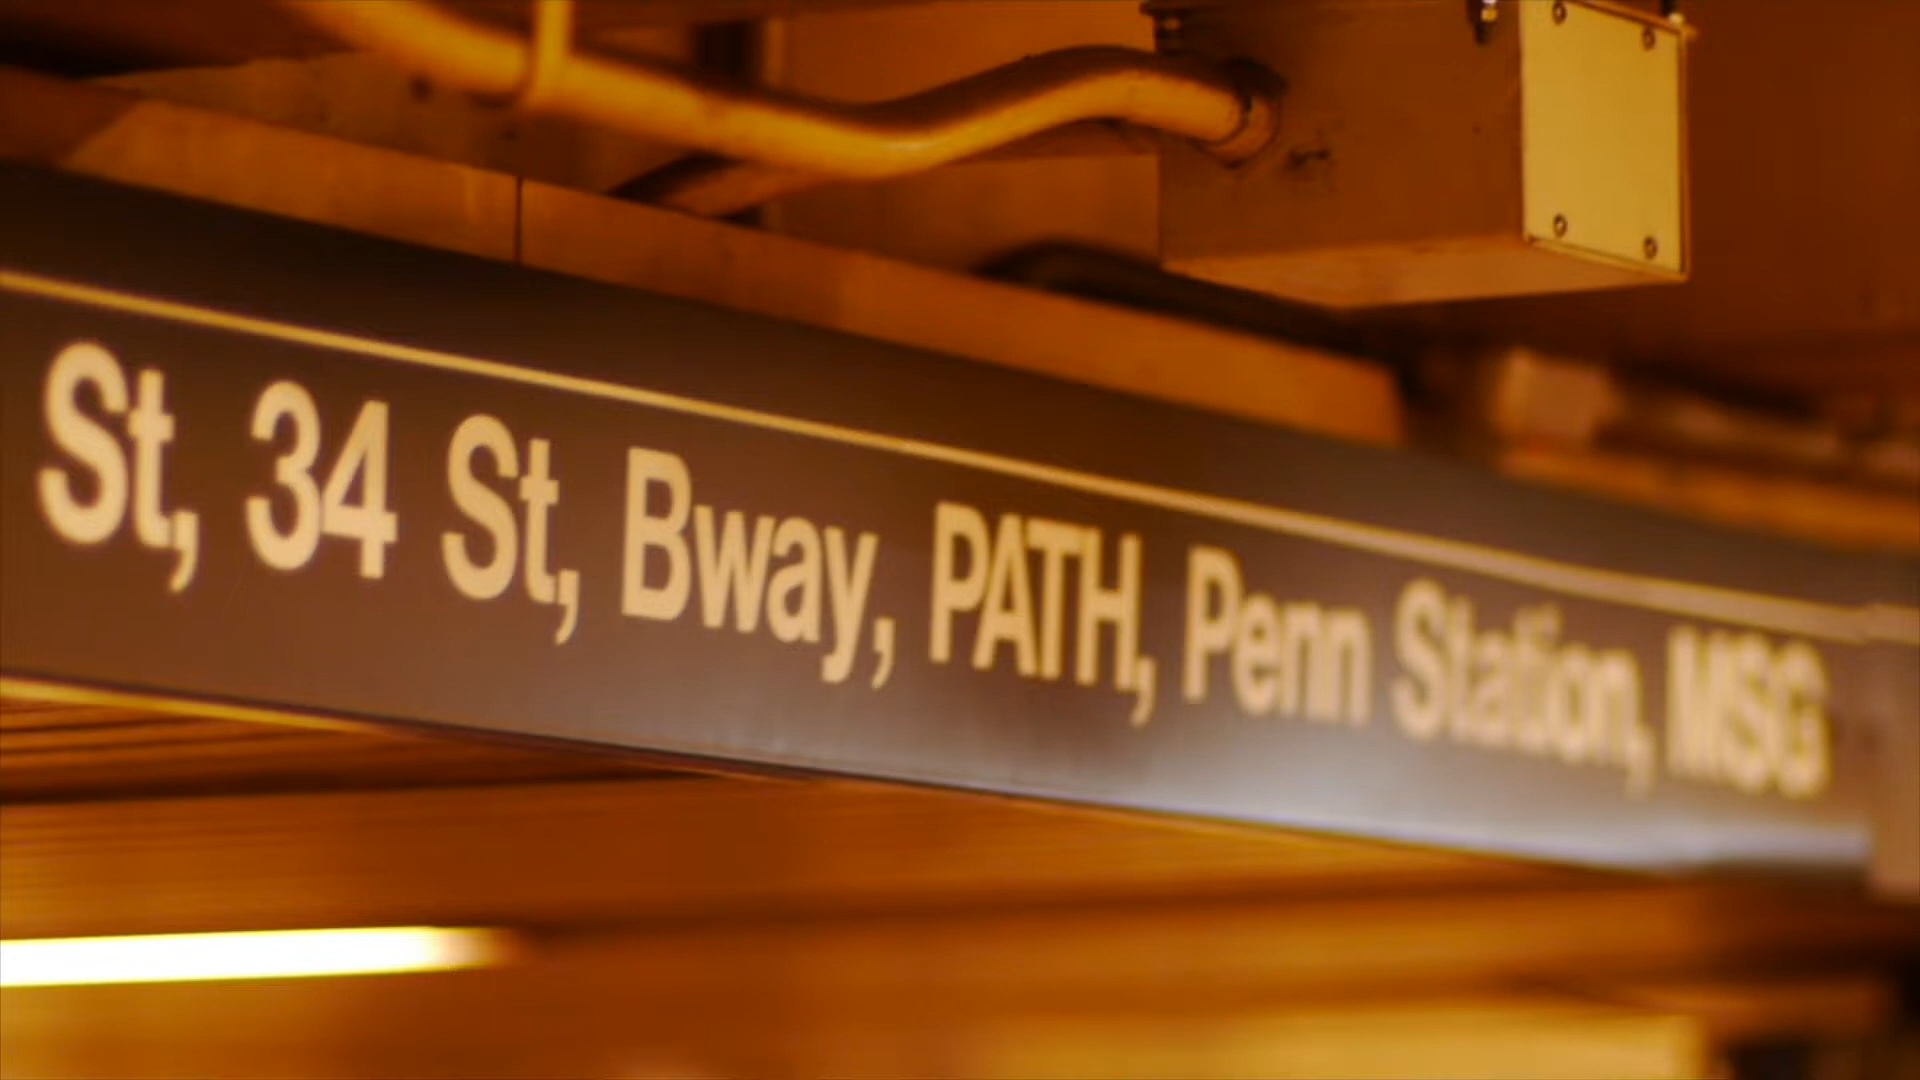 St, 34 St, Bway, PATH, Penn Station, MSG